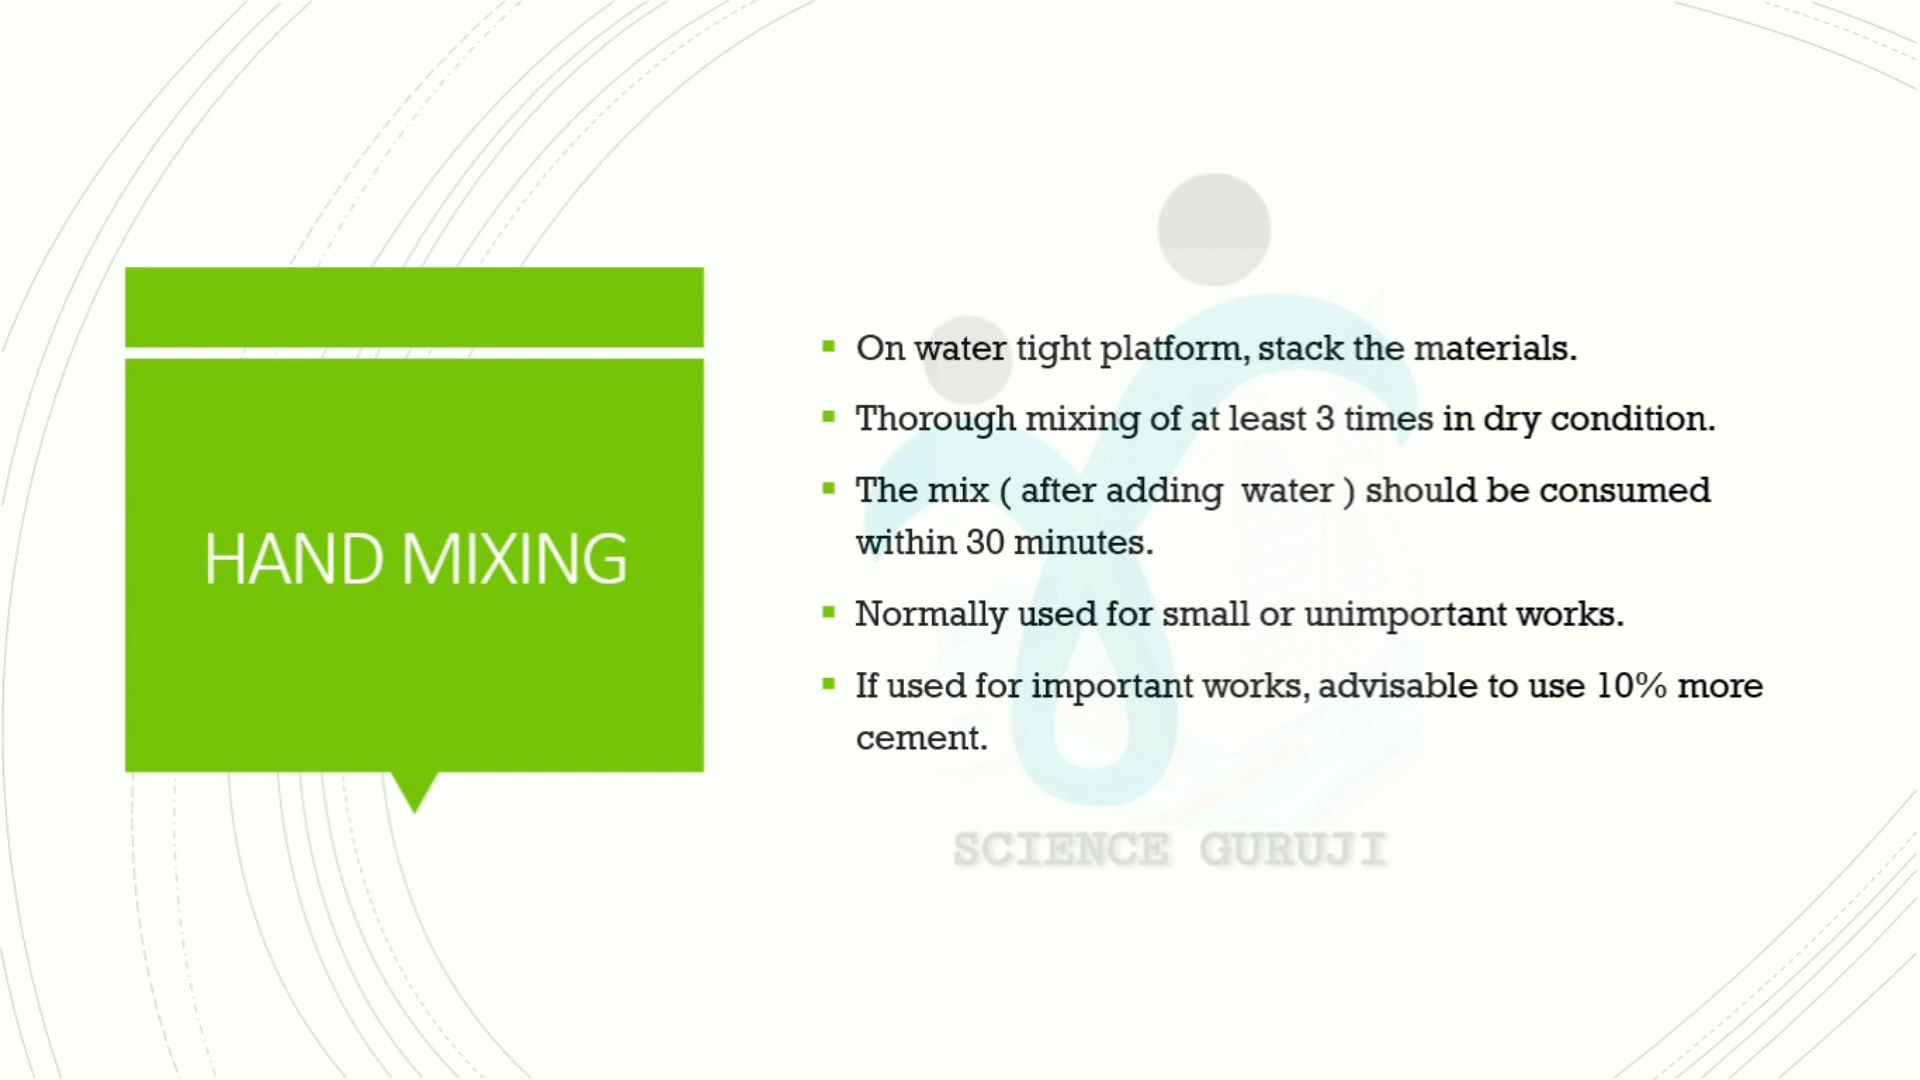 HAND MIXING
On water tight platform, stack the materials.
Thorough mixing of at least 3 times in dry condition.
The mix ( after adding  water ) should be consumed
within 30 minutes.
Normally used for small or unimportant works.
If used for important works, advisable to use 10% more
cement.
SCIENCE GURUJI